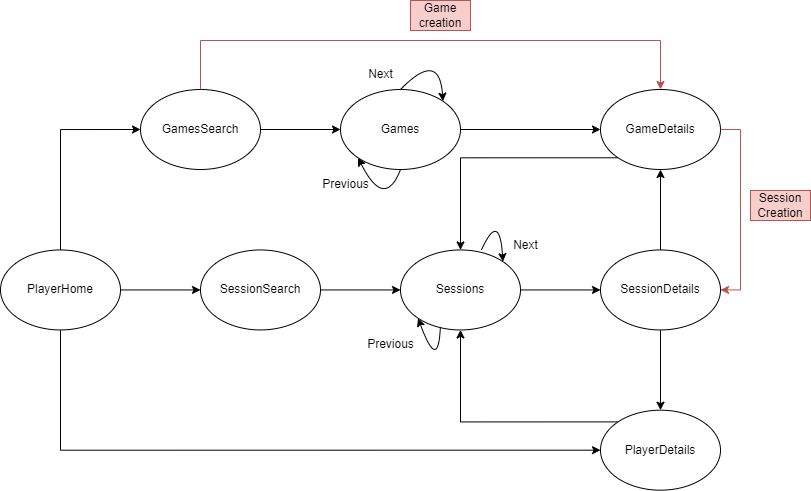 Game
creation
Next
GamesSearch
Games
GameDetails
Previous
Session
Creation
Next
PlayerHome
SessionSearch
Sessions
SessionDetails
Previous
PlayerDetails